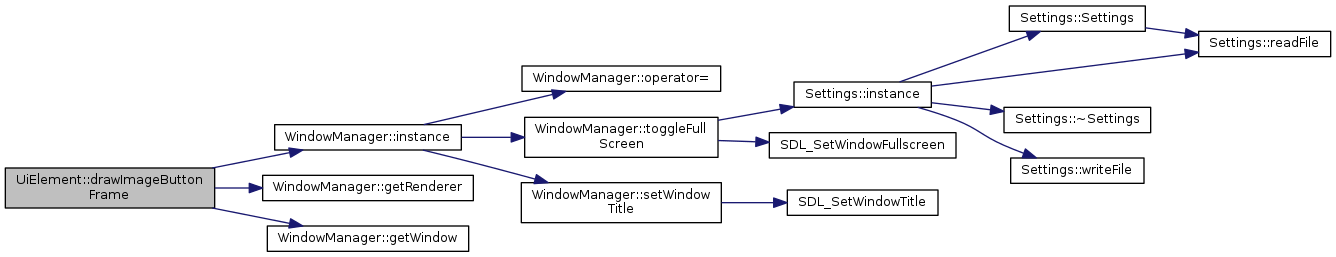 UiElement::drawImageButton
Frame
WindowManager::instance
WindowManager::getRenderer
WindowManager::getWindow
WindowManager::operator=
WindowManager::toggleFull
Screen
WindowManager::setWindow
Title
Settings::instance
SDL_SetWindowFullscreen
SDL_SetWindowTitle
Settings::Settings
Settings::~Settings
Settings::writeFile
Settings::readFile